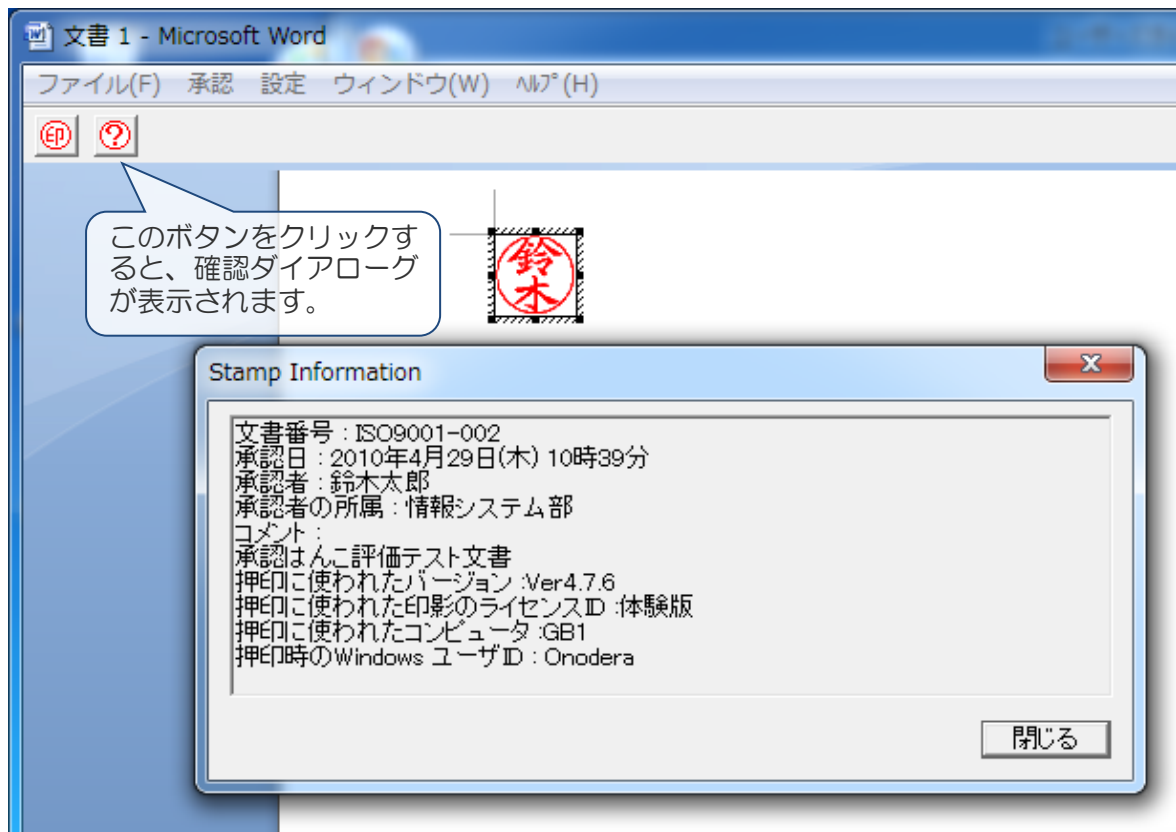 文書 1 - Microsoft Word
ファイル(F) 承認 設定 ウィンドウ(W) ﾍﾙﾌﾟ(H)
印 ?
このボタンをクリックす
ると、確認ダイアローグ
が表示されます。
鈴
木
Stamp Information
文書番号：ISO9001-002
承認日：2010年4月29日(木) 10時39分
承認者：鈴木太郎
承認者の所属：情報システム部
コメント：
承認はんこ評価テスト文書
押印に使われたバージョン:Ver4.7.6
押印に使われた印影のライセンスID:体験版
押印に使われたコンピュータ:GB1
押印時のWindows ユーザID：Onodera
閉じる